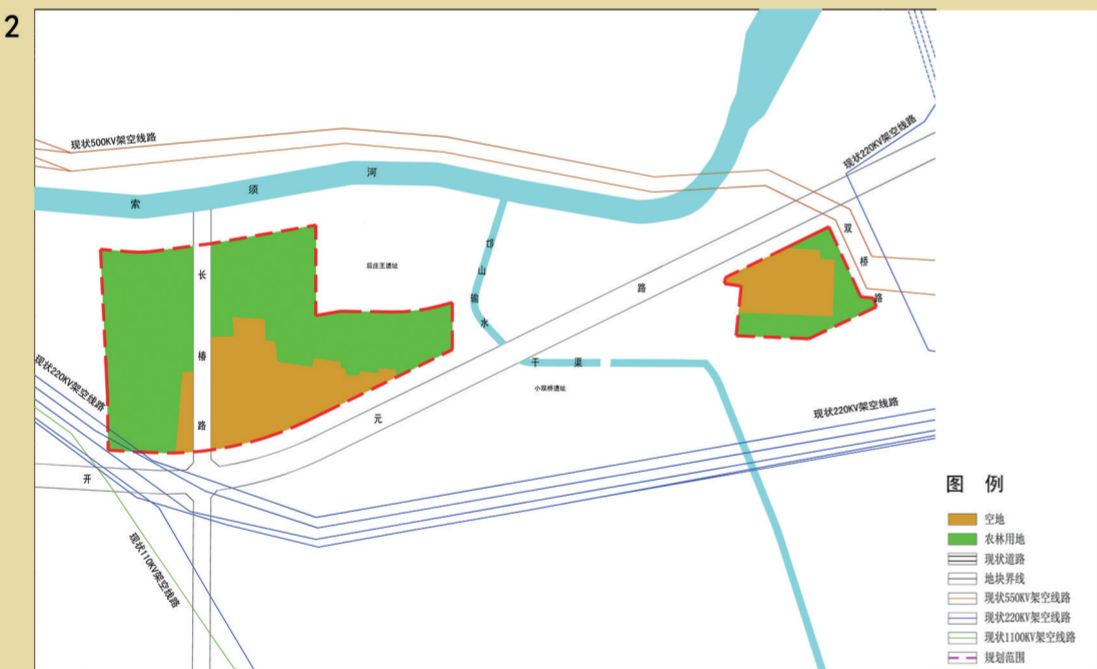 2
现状500KV架空线路
现状220KV架空线路
索须河
双桥路
长椿路
后庄王遗址
邙山输水干渠
小双桥遗址
开元路
现状220KV架空线路
现状220KV架空线路
现状110KV架空线路
图 例
空地
农林用地
现状道路
地块界线
现状550KV架空线路
现状220KV架空线路
现状1100KV架空线路
规划范围